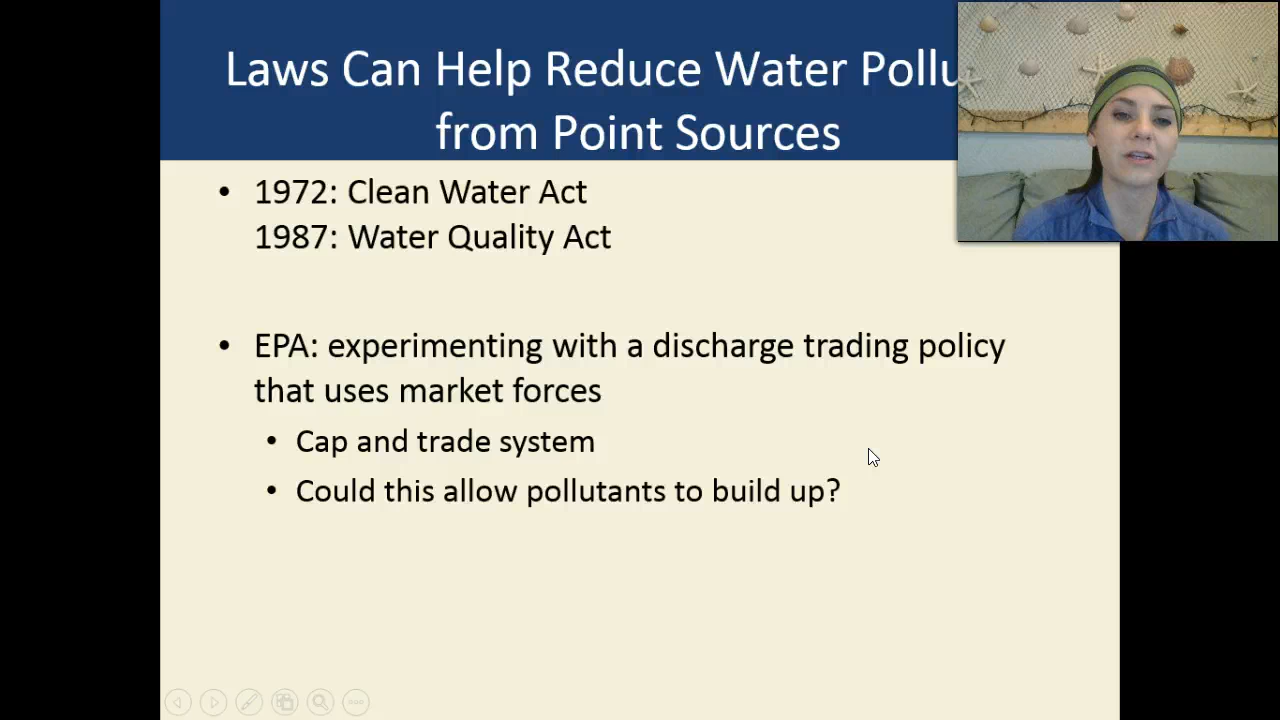 Laws Can Help Reduce Water
from Point Sources
• 1972: Clean Water Act
1987: Water Quality Act
• EPA: experimenting with a discharge trading policy
that uses market forces
• Cap and trade system
• Could this allow pollutants to build up?